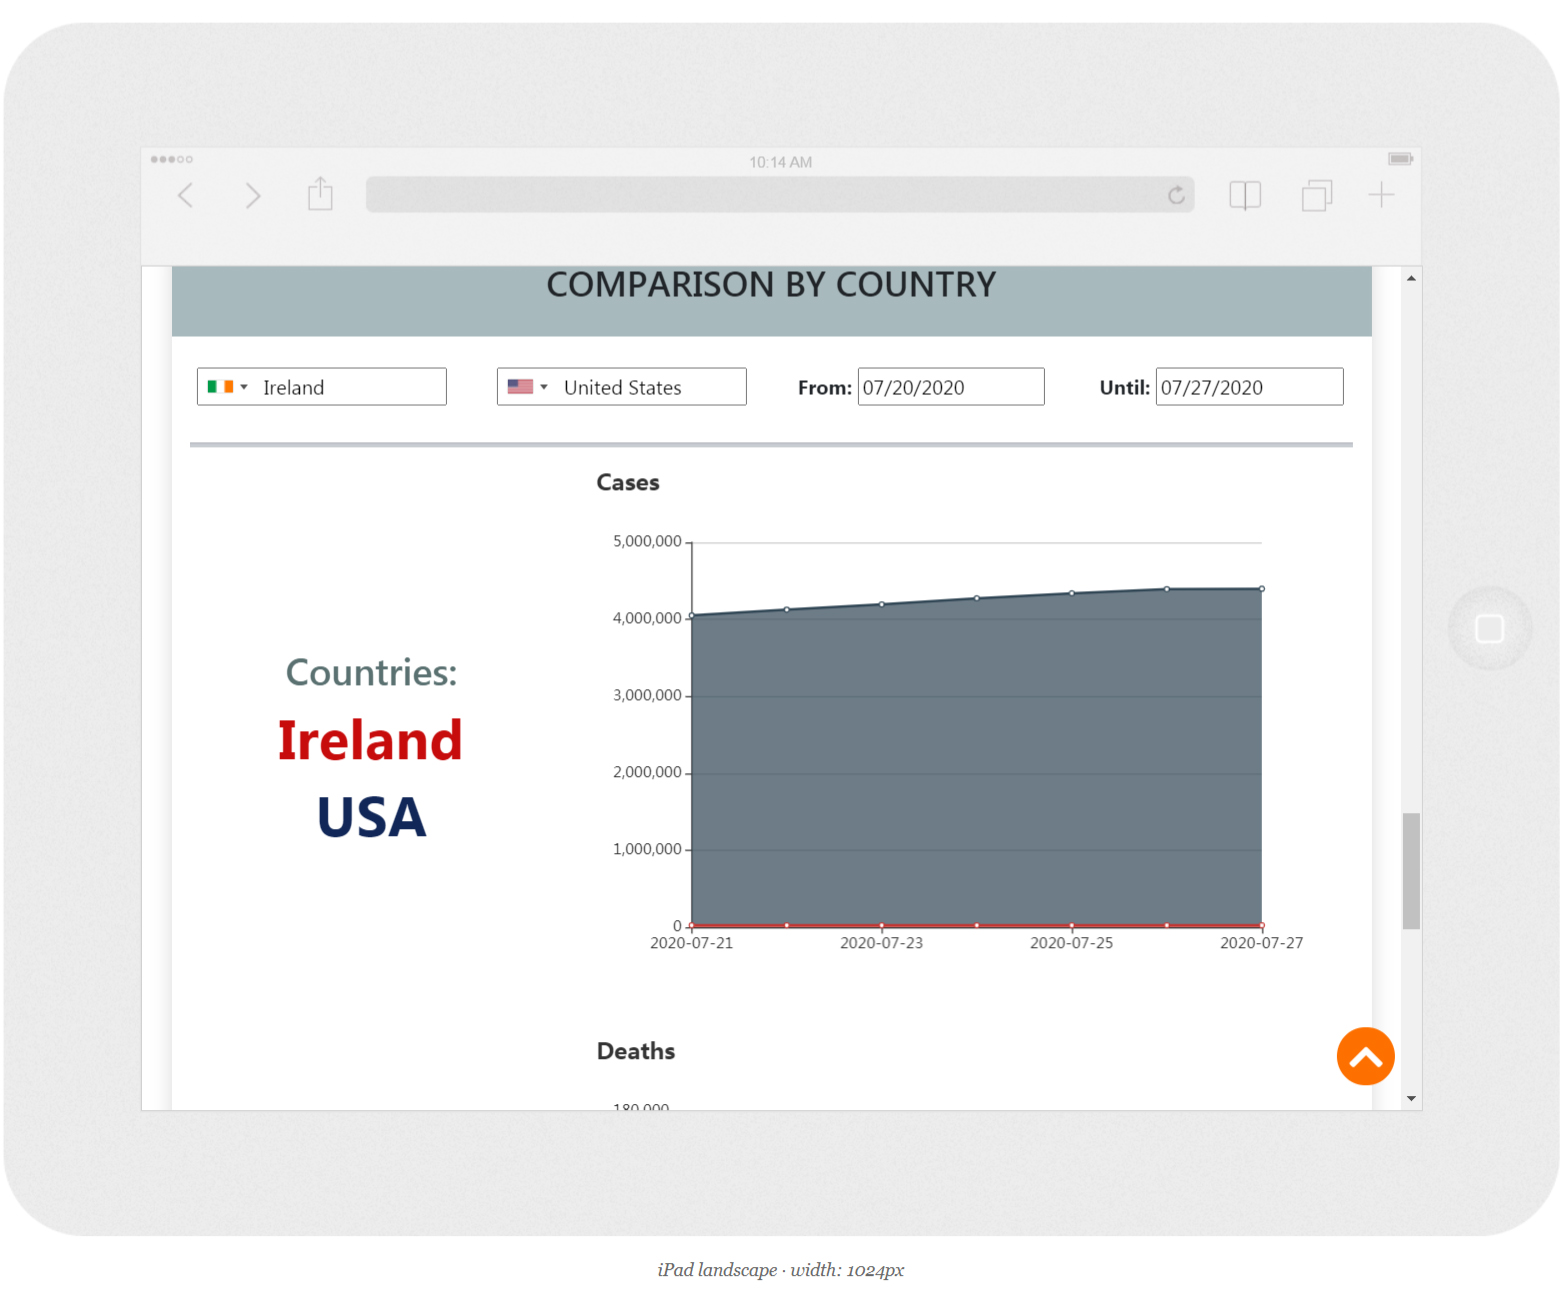 10:14 AM
COMPARISON BY COUNTRY
Ireland United States From: 07/20/2020 Until: 07/27/2020
Cases
5,000,000
4,000,000
3,000,000
2,000,000
1,000,000
0
2020-07-21 2020-07-23 2020-07-25 2020-07-27
Countries:
Ireland
USA
Deaths
180,000
iPad landscape · width: 1024px